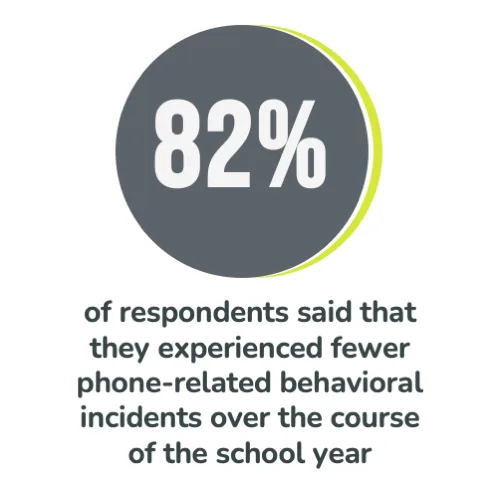 82%
of respondents said that
they experienced fewer
phone-related behavioral
incidents over the course
of the school year